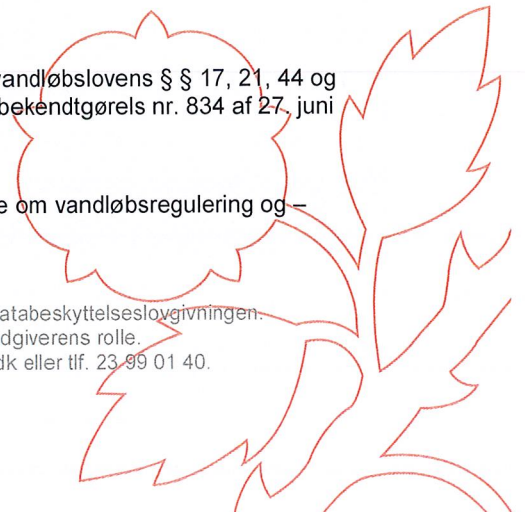 vandløbslovens § § 17, 21, 44 og
bekendtgørels nr. 834 af 27. juni
e om vandløbsregulering og –
atabeskyttelseslovgivningen.
dgiverens rolle.
dk eller tlf. 23 99 01 40.